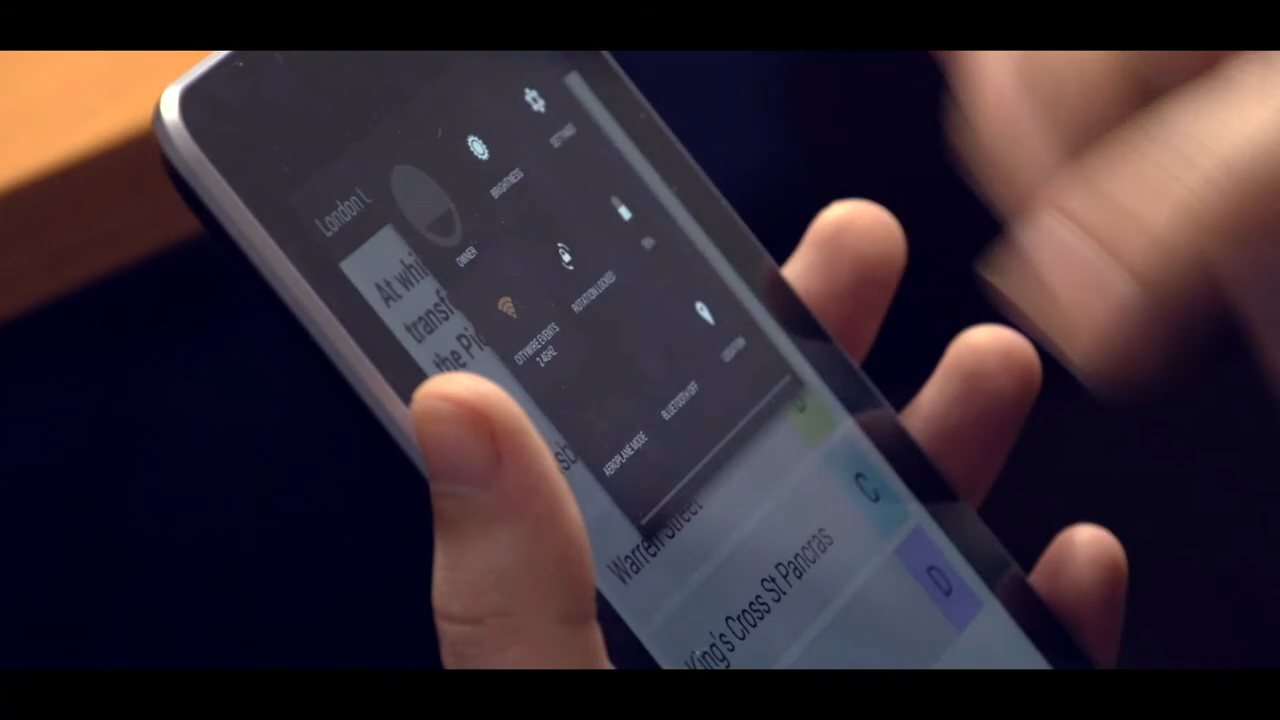 London
OWNER
BRIGHTNESS
SETTINGS
CITYWIRE EVENTS
2.4GHZ
ROTATION LOCKED
AEROPLANE MODE
BLUETOOTH OFF
LOCATION
At whi
transf
the Pic
Warren Street
C
King's Cross St Pancras
D